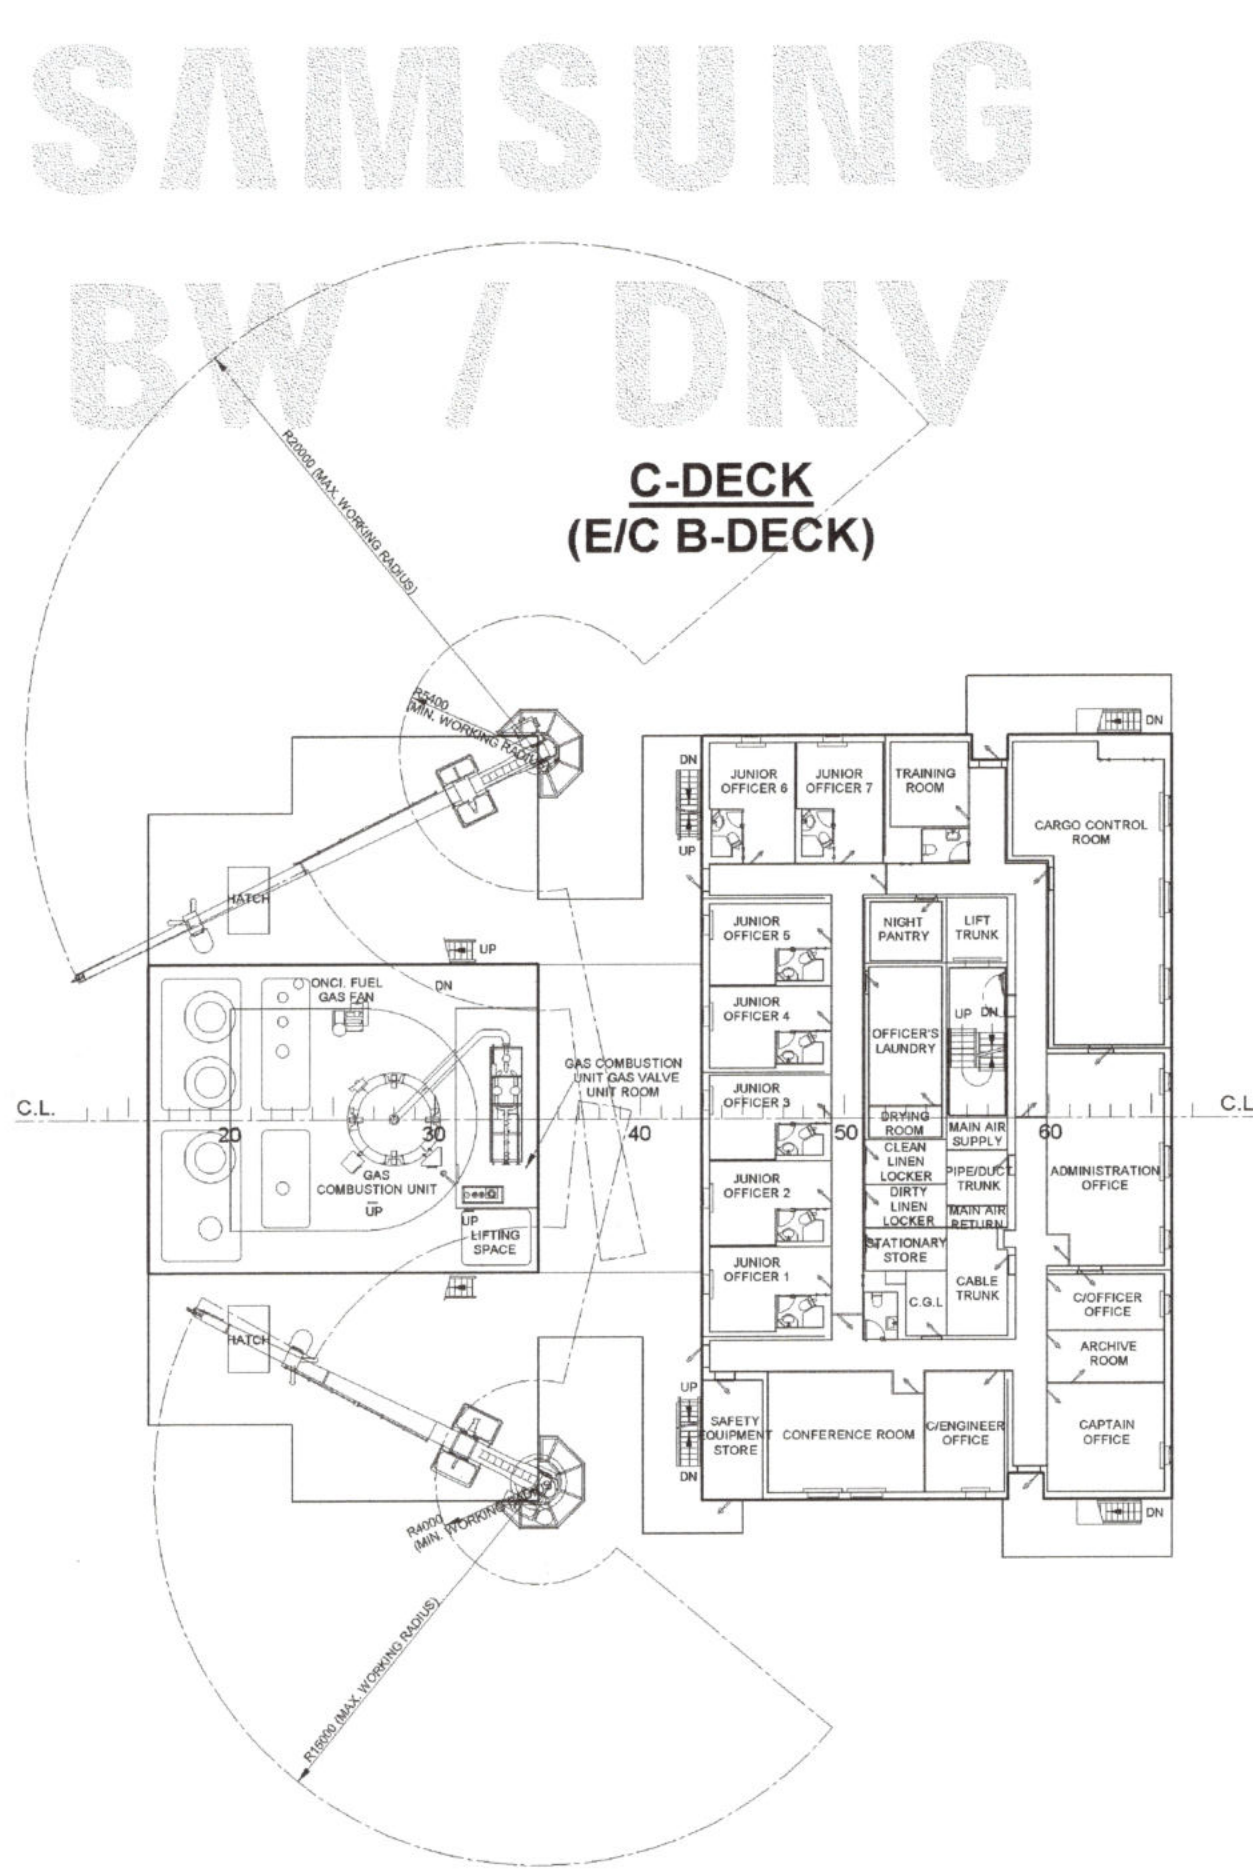 SAMSUNG
BW / DNV
C-DECK
(E/C B-DECK)
R20000 (MAX. WORKING RADIUS)
R5400
(MIN. WORKING RADIUS)
DN
DN
UP
JUNIOR
OFFICER 6
JUNIOR
OFFICER 7
TRAINING
ROOM
CARGO CONTROL
ROOM
HATCH
UP
DN
JUNIOR
OFFICER 5
NIGHT
PANTRY
LIFT
TRUNK
ONCI. FUEL
GAS FAN
JUNIOR
OFFICER 4
OFFICER'S
LAUNDRY
UP
DN
GAS COMBUSTION
UNIT GAS VALVE
UNIT ROOM
JUNIOR
OFFICER 3
C.L.
C.L
20
30
40
50
60
DRYING
ROOM
MAIN AIR
SUPPLY
CLEAN
LINEN
LOCKER
PIPE/DUCT
TRUNK
ADMINISTRATION
OFFICE
GAS
COMBUSTION UNIT
UP
JUNIOR
OFFICER 2
DIRTY
LINEN
LOCKER
MAIN AIR
RETURN
UP
LIFTING
SPACE
JUNIOR
OFFICER 1
STATIONARY
STORE
CABLE
TRUNK
C.G.L
C/OFFICER
OFFICE
HATCH
ARCHIVE
ROOM
UP
DN
SAFETY
EQUIPMENT
STORE
CONFERENCE ROOM
C/ENGINEER
OFFICE
CAPTAIN
OFFICE
DN
R4000
(MIN. WORKING RADIUS)
R16000 (MAX. WORKING RADIUS)